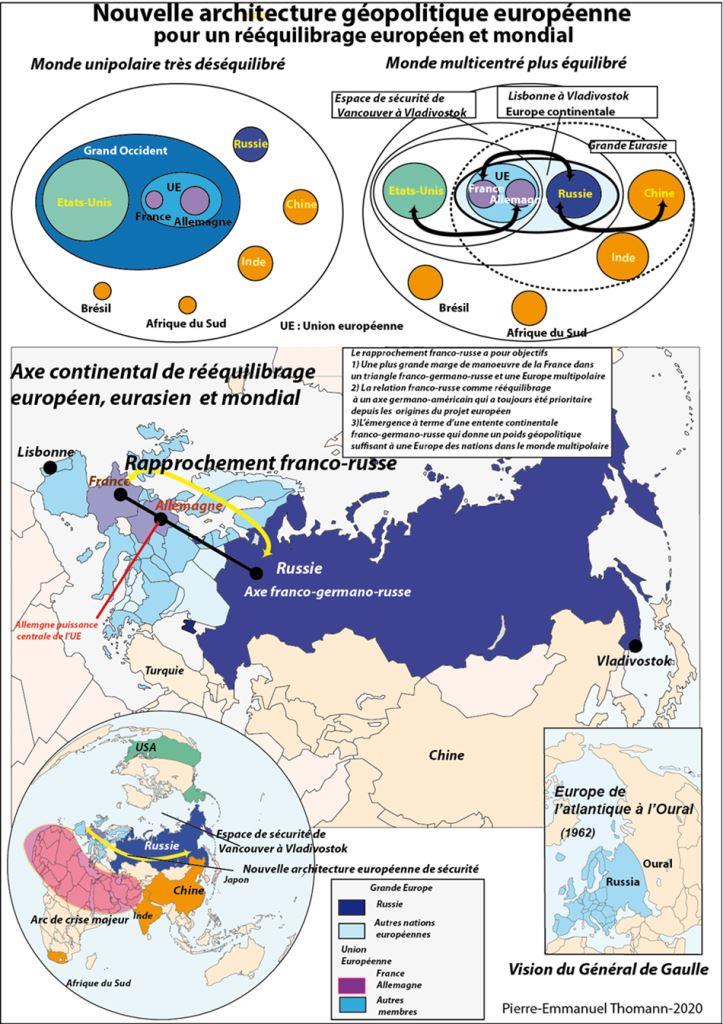 Nouvelle architecture géopolitique européenne
pour un rééquilibrage européen et mondial
Monde unipolaire très déséquilibré
Monde multicentré plus équilibré
Grand Occident
Etats-Unis
UE
France
Allemagne
Russie
Chine
Inde
Brésil
Afrique du Sud
UE : Union européenne
Espace de sécurité de
Vancouver à Vladivostok
Lisbonne à Vladivostok
Europe continentale
Grande Eurasie
Etats-Unis
UE
France
Allemagne
Russie
Chine
Inde
Brésil
Afrique du Sud
Axe continental de rééquilibrage
européen, eurasien et mondial
Le rapprochement franco-russe a pour objectifs
1) Une plus grande marge de manoeuvre de la France dans
un triangle franco-germano-russe et une Europe multipolaire
2) La relation franco-russe comme rééquilibrage
à un axe germano-américain qui a toujours été prioritaire
depuis les origines du projet européen
3)L'émergence à terme d'une entente continentale
franco-germano-russe qui donne un poids géopolitique
suffisant à une Europe des nations dans le monde multipolaire
Lisbonne
Rapprochement franco-russe
France
Allemagne
Russie
Axe franco-germano-russe
Allemgne puissance
centrale de l'UE
Turquie
Vladivostok
Chine
USA
Espace de sécurité de
Vancouver à Vladivostok
Russie
Nouvelle architecture européenne de sécurité
Japon
Chine
Inde
Arc de crise majeur
Afrique du Sud
Grande Europe
Russie
Autres nations
européennes
Union
Européenne
France
Allemagne
Autres
membres
Europe de
l'atlantique à l'Oural
(1962)
Oural
Russia
Vision du Général de Gaulle
Pierre-Emmanuel Thomann-2020